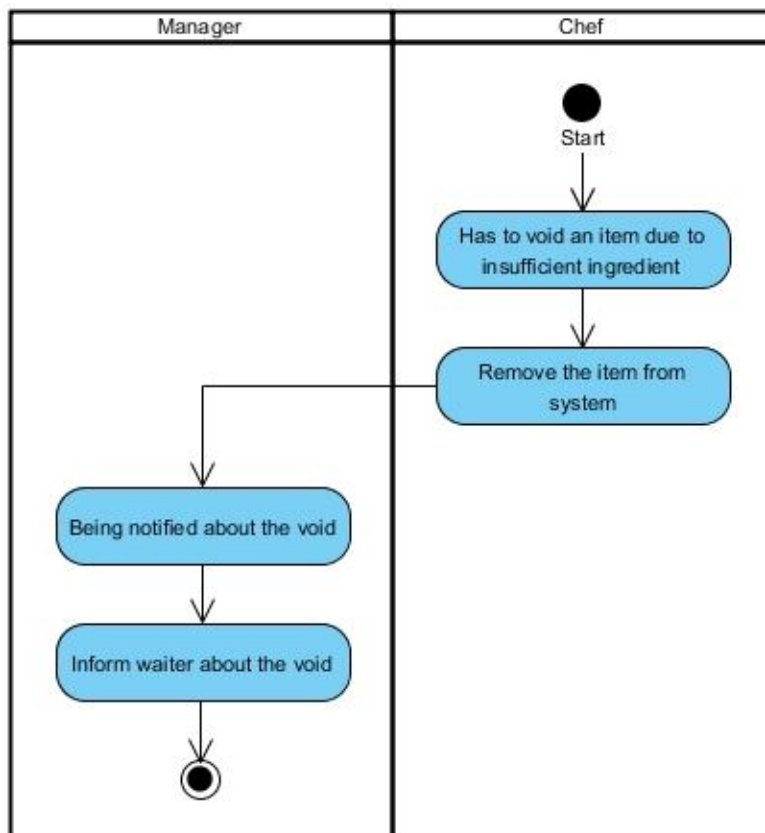 Manager
Chef
Start
Has to void an item due to
insufficient ingredient
Remove the item from
system
Being notified about the void
Inform waiter about the void